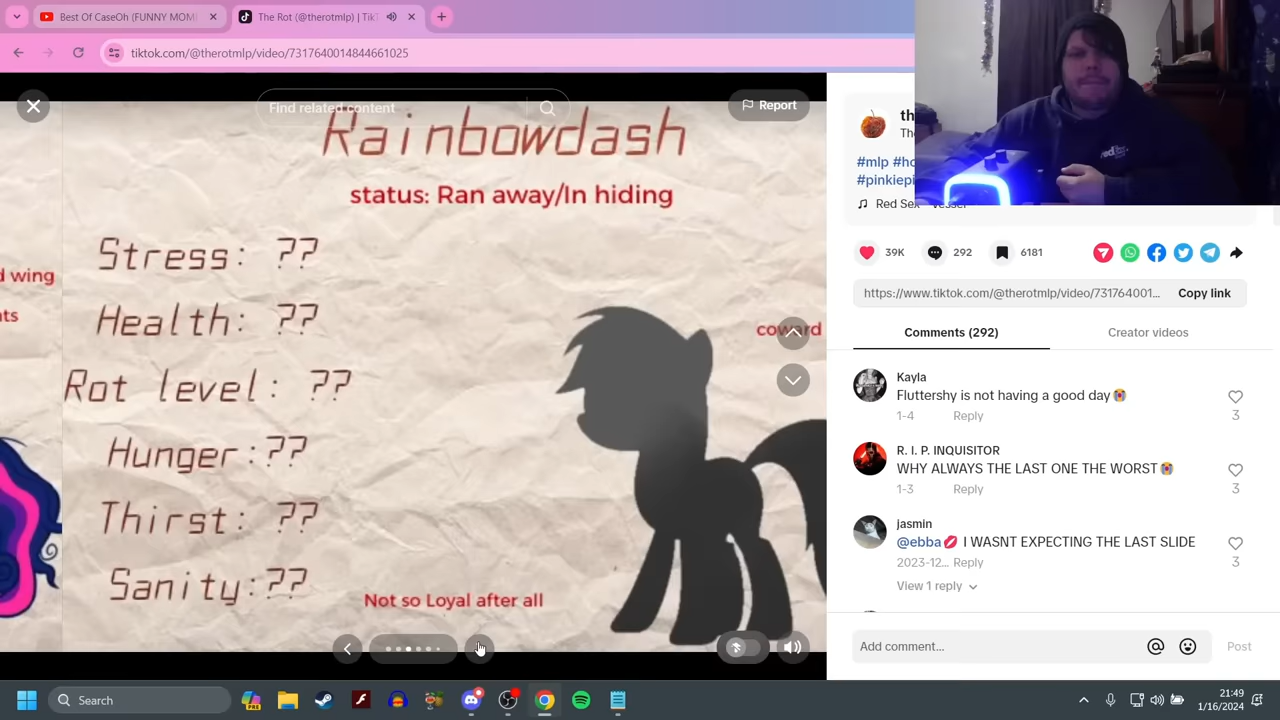 Best Of CaseOh (FUNNY MOM
The Rot (@therotmlp) | Tik
tiktok.com/@therotmlp/video/7317640014844661025
Find related content
Report
Rainbowdash
status: Ran away/In hiding
Stress: ??
d wing
Health: ??
coward
Rot level: ??
Hunger:??
Thirst: ??
Sanity:??
Not so Loyal after all
th
#mlp #ho
#pinkiepi
Red Sex
39K
292
6181
https://www.tiktok.com/@therotmlp/video/731764001...
Copy link
Comments (292)
Creator videos
Kayla
Fluttershy is not having a good day😭
1-4 Reply
3
R. I. P. INQUISITOR
WHY ALWAYS THE LAST ONE THE WORST😭
1-3 Reply
3
jasmin
@ebba💋 I WASNT EXPECTING THE LAST SLIDE
2023-12... Reply
3
View 1 reply
Add comment...
Post
Search
21:49
1/16/2024